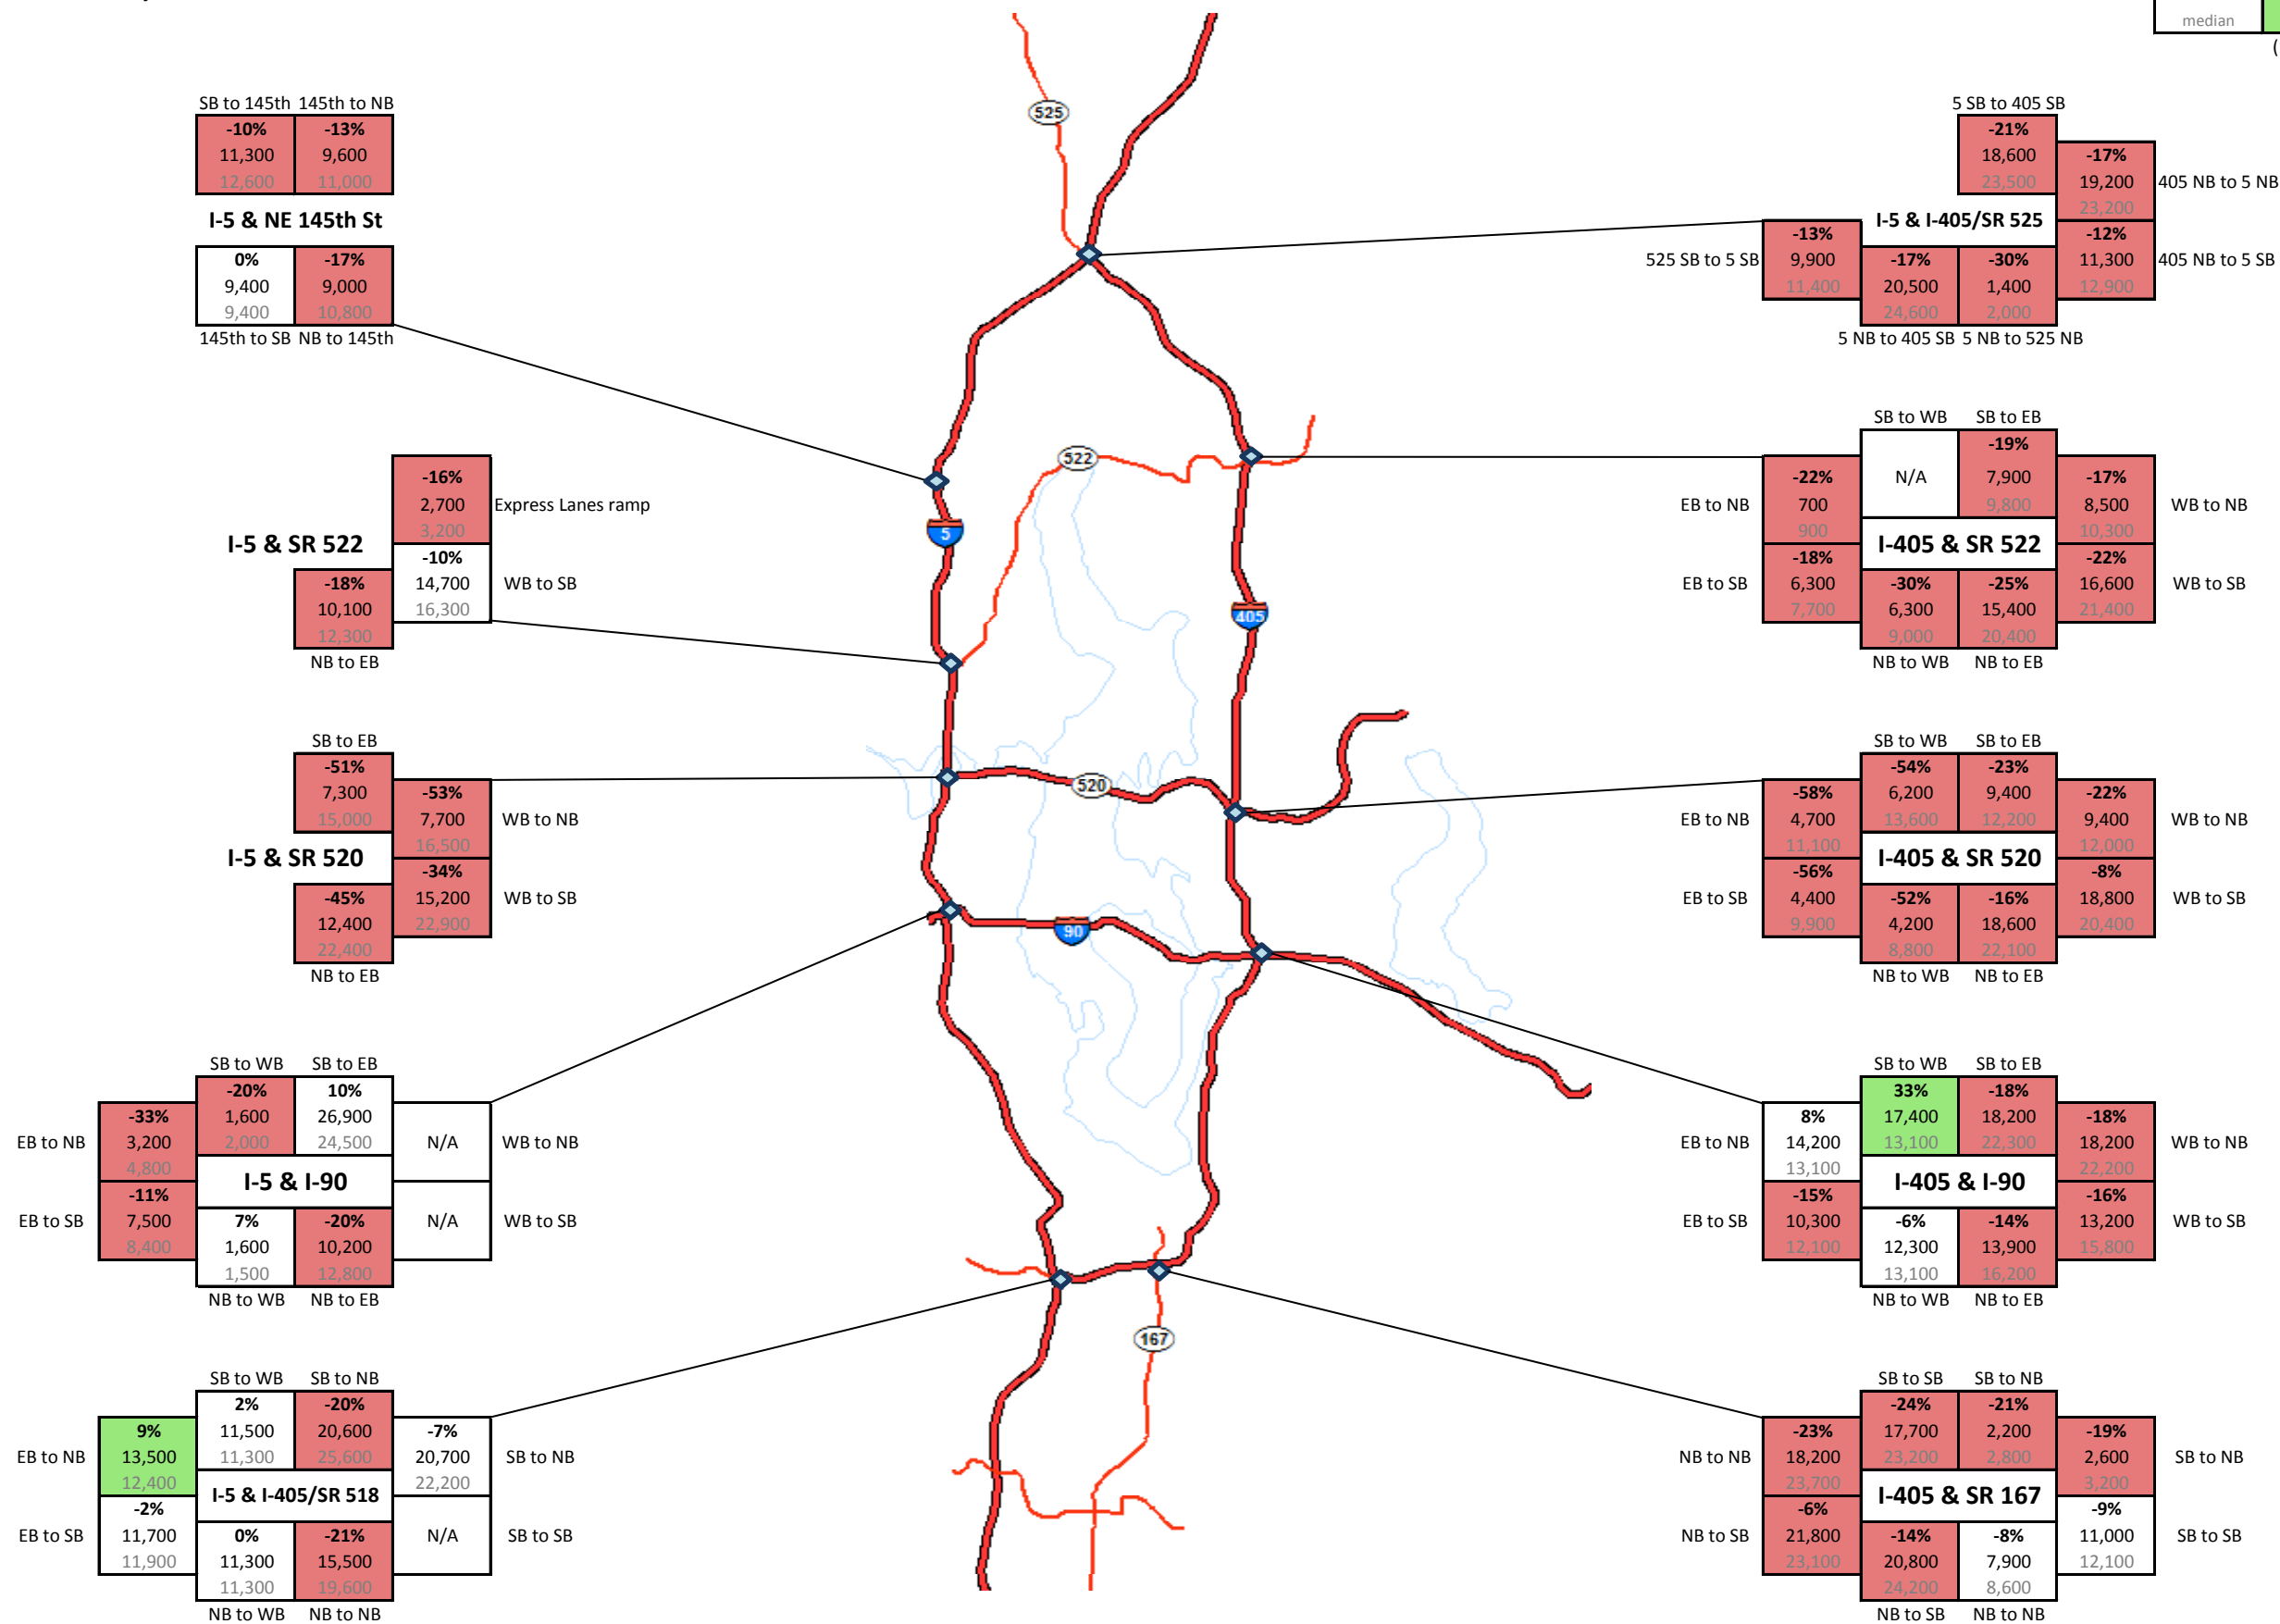 median
(
SB to 145th 145th to NB
-10% -13%
11,300 9,600
12,600 11,000
I-5 & NE 145th St
0% -17%
9,400 9,000
9,400 10,800
145th to SB NB to 145th
525
5 SB to 405 SB
-21%
18,600
23,500
-17%
19,200 405 NB to 5 NB
23,200
I-5 & I-405/SR 525
-13%
525 SB to 5 SB 9,900
11,400
-12%
11,300 405 NB to 5 SB
12,900
-17% -30%
20,500 1,400
24,600 2,000
5 NB to 405 SB 5 NB to 525 NB
-16%
2,700 Express Lanes ramp
3,200
I-5 & SR 522
-10%
14,700 WB to SB
16,300
-18%
10,100
12,300
NB to EB
522
5
405
SB to WB SB to EB
N/A
-19%
7,900
9,800
-22%
EB to NB 700
900
-17%
8,500 WB to NB
10,300
I-405 & SR 522
-18%
EB to SB 6,300
7,700
-22%
16,600 WB to SB
21,400
-30% -25%
6,300 15,400
9,000 20,400
NB to WB NB to EB
SB to EB
-51%
7,300
15,000
-53%
7,700 WB to NB
16,500
I-5 & SR 520
-34%
15,200 WB to SB
22,900
-45%
12,400
22,400
NB to EB
520
SB to WB SB to EB
-54% -23%
6,200 9,400
13,600 12,200
-58%
EB to NB 4,700
11,100
-22%
9,400 WB to NB
12,000
I-405 & SR 520
-56%
EB to SB 4,400
9,900
-8%
18,800 WB to SB
20,400
-52% -16%
4,200 18,600
8,800 22,100
NB to WB NB to EB
90
SB to WB SB to EB
-20% 10%
1,600 26,900
2,000 24,500
-33%
EB to NB 3,200
4,800
N/A WB to NB
I-5 & I-90
-11%
EB to SB 7,500
8,400
N/A WB to SB
7% -20%
1,600 10,200
1,500 12,800
NB to WB NB to EB
SB to WB SB to EB
33% -18%
17,400 18,200
13,100 22,300
8%
EB to NB 14,200
13,100
-18%
18,200 WB to NB
22,200
I-405 & I-90
-15%
EB to SB 10,300
12,100
-16%
13,200 WB to SB
15,800
-6% -14%
12,300 13,900
13,100 16,200
NB to WB NB to EB
167
SB to WB SB to NB
2% -20%
11,500 20,600
11,300 25,600
9%
EB to NB 13,500
12,400
-7%
20,700 SB to NB
22,200
I-5 & I-405/SR 518
-2%
EB to SB 11,700
11,900
N/A SB to SB
0% -21%
11,300 15,500
11,300 19,600
NB to WB NB to NB
SB to SB SB to NB
-24% -21%
17,700 2,200
23,200 2,800
-23%
NB to NB 18,200
23,700
-19%
2,600 SB to NB
3,200
I-405 & SR 167
-6%
NB to SB 21,800
23,100
-9%
11,000 SB to SB
12,100
-14% -8%
20,800 7,900
24,200 8,600
NB to SB NB to NB